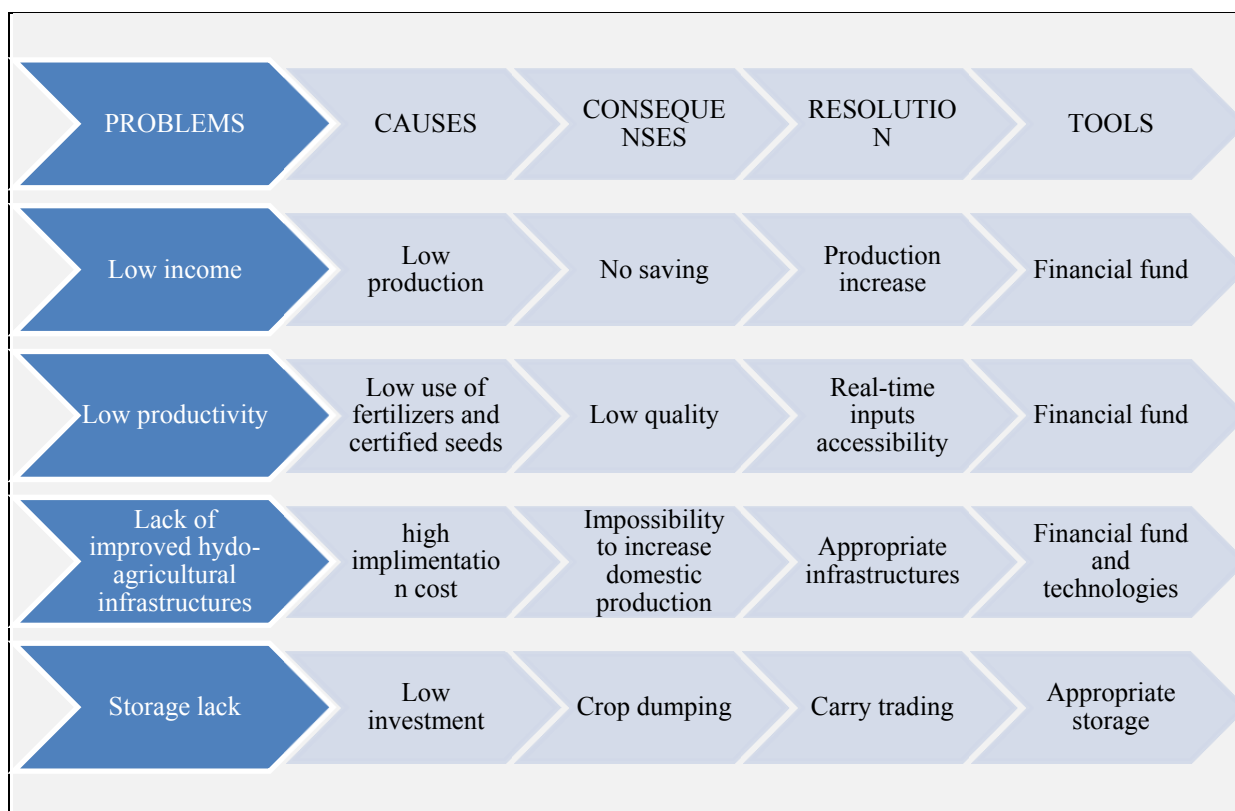 PROBLEMS
CAUSES
CONSEQUE
NSES
RESOLUTIO
N
TOOLS
Low income
Low
production
No saving
Production
increase
Financial fund
Low productivity
Low use of
fertilizers and
certified seeds
Low quality
Real-time
inputs
accessibility
Financial fund
Lack of
improved hydo-
agricultural
infrastructures
high
implimentatio
n cost
Impossibility
to increase
domestic
production
Appropriate
infrastructures
Financial fund
and
technologies
Storage lack
Low
investment
Crop dumping
Carry trading
Appropriate
storage